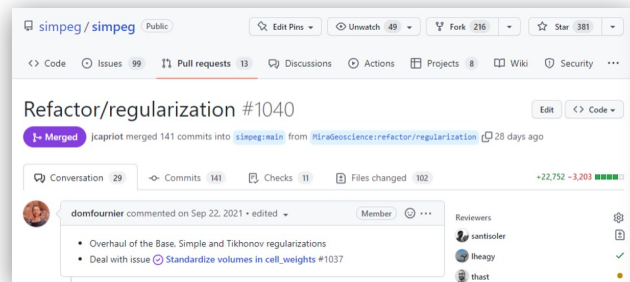 simpeg / simpeg Public Edit Pins Unwatch 49 Fork 216 Star 381
Code Issues 99 Pull requests 13 Discussions Actions Projects 8 Wiki Security ...
Refactor/regularization #1040 Edit Code
Merged jcapriot merged 141 commits into simpeg:main from MiraGeoscience:refactor/regularization 28 days ago
Conversation 29 Commits 141 Checks 11 Files changed 102 +22,752 −3,203
domfournier commented on Sep 22, 2021 • edited Member ...
• Overhaul of the Base, Simple and Tikhonov regularizations
• Deal with issue Standardize volumes in cell_weights #1037
Reviewers
santisoler
lheagy
thast